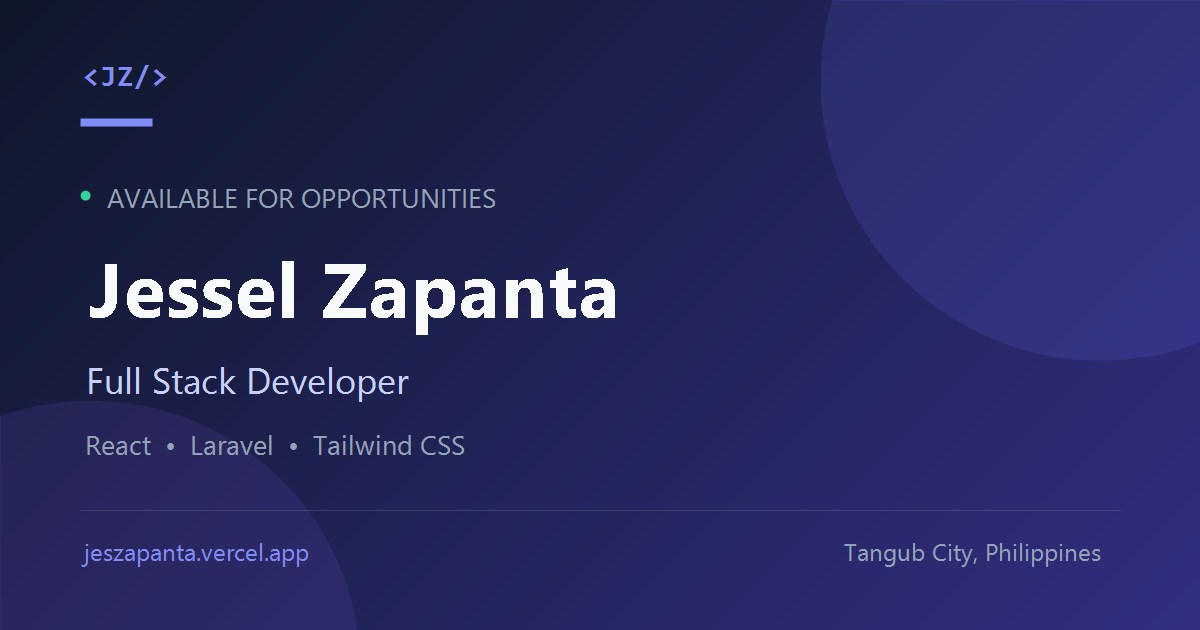 <JZ/>
• AVAILABLE FOR OPPORTUNITIES
Jessel Zapanta
Full Stack Developer
React • Laravel • Tailwind CSS
jeszapanta.vercel.app
Tangub City, Philippines